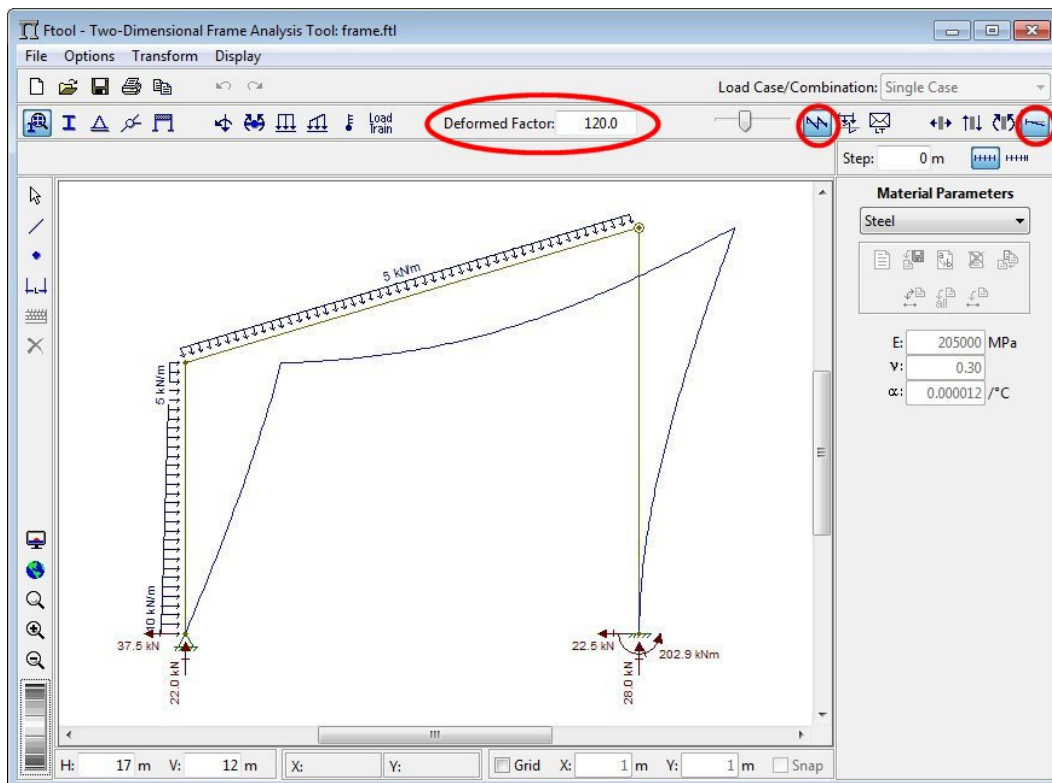 Ftool - Two-Dimensional Frame Analysis Tool: frame.ftl
File Options Transform Display
Load Case/Combination: Single Case
Load Train
Deformed Factor: 120.0
LF
Step: 0 m
Material Parameters
Steel
all
E: 205000 MPa
ν: 0.30
α: 0.000012 /°C
5 kN/m
5 kN/m
10 kN/m
37.5 kN
22.0 kN
22.5 kN
202.9 kNm
28.0 kN
H: 17 m V: 12 m X: Y: Grid X: 1 m Y: 1 m Snap